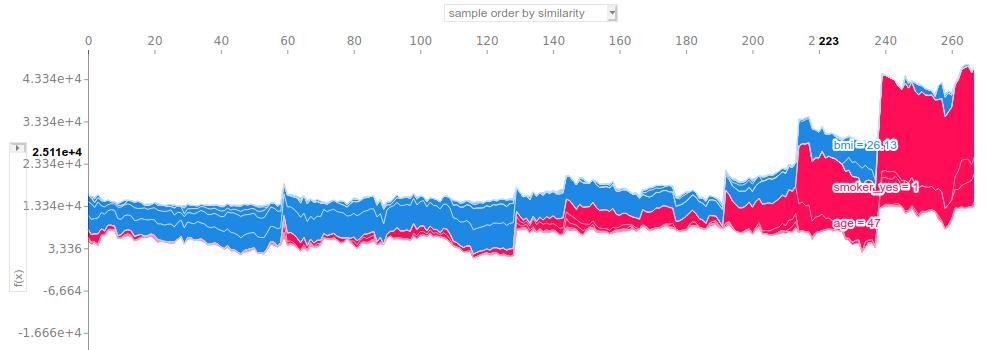 sample order by similarity
0 20 40 60 80 100 120 140 160 180 200 2 223 240 260
4.334e+4
3.334e+4
2.511e+4
2.334e+4
1.334e+4
3,336
-6,664
-1.666e+4
f(x)
bmi = 26.13
smoker_yes = 1
age = 47